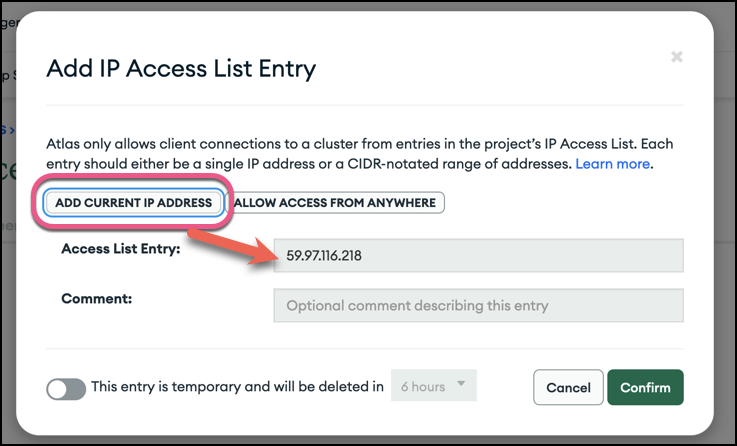 Add IP Access List Entry
Atlas only allows client connections to a cluster from entries in the project's IP Access List. Each
entry should either be a single IP address or a CIDR-notated range of addresses. Learn more.
ADD CURRENT IP ADDRESS ALLOW ACCESS FROM ANYWHERE
Access List Entry: 59.97.116.218
Comment: Optional comment describing this entry
This entry is temporary and will be deleted in 6 hours Cancel Confirm